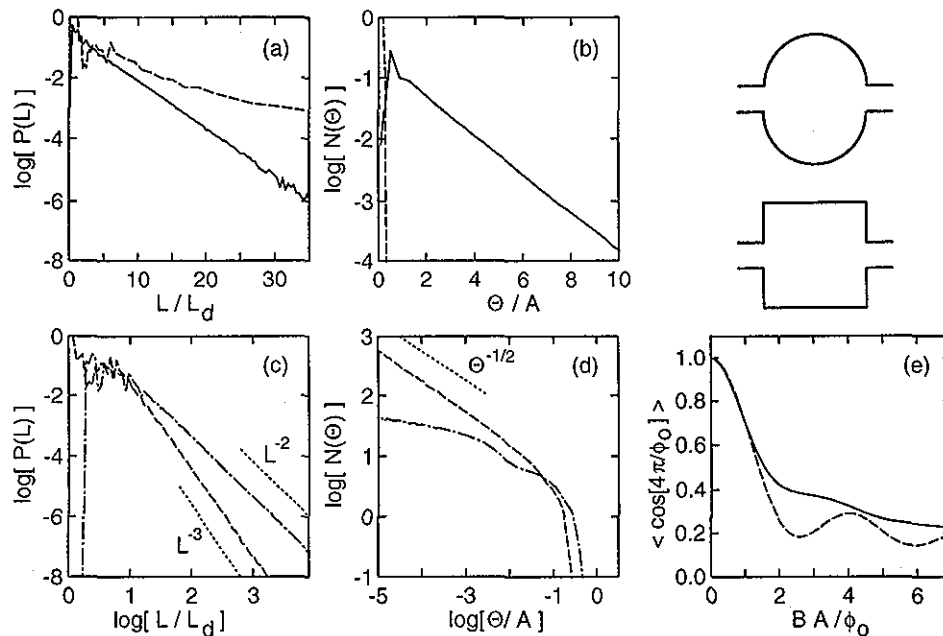 (a)
log[ P(L) ]
0
-2
-4
-6
-8
0 10 20 30
L / L_d
(b)
log[ N(Θ) ]
0
-1
-2
-3
-4
0 2 4 6 8 10
Θ / A
(c)
log[ P(L) ]
0
-2
-4
-6
-8
L^-2
L^-3
0 1 2 3
log[ L / L_d ]
(d)
log[ N(Θ) ]
3
2
1
0
-1
Θ^-1/2
-5 -3 -1 0
log[Θ/A]
(e)
< cos[4π/ϕ_o] >
1.0
0.8
0.6
0.4
0.2
0.0
0 2 4 6
B A / ϕ_o